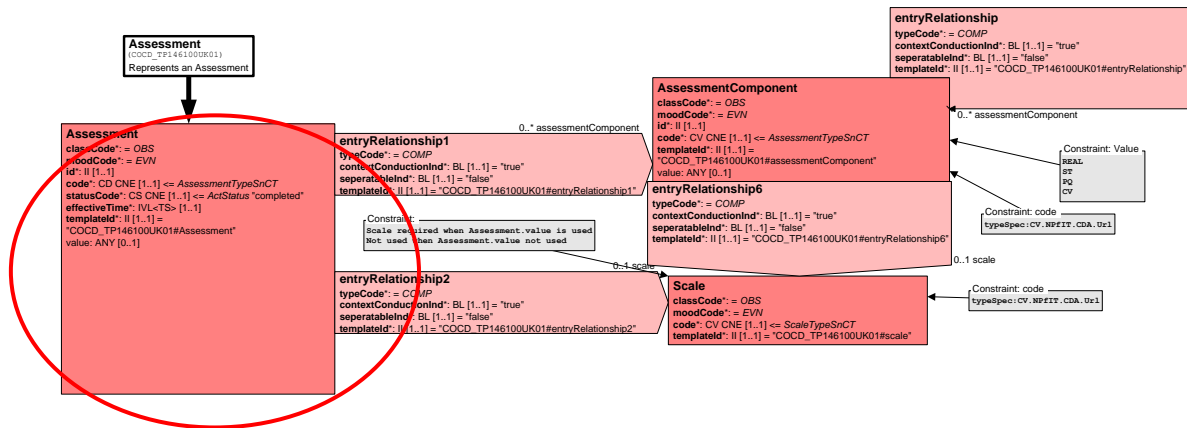 Assessment
(COCD_TP146100UK01)
Represents an Assessment
Assessment
classCode*: = OBS
moodCode*: = EVN
id*: II [1..1]
code*: CD CNE [1..1] <= AssessmentTypeSnCT
statusCode*: CS CNE [1..1] <= ActStatus "completed"
effectiveTime*: IVL<TS> [1..1]
templateId*: II [1..1] =
"COCD_TP146100UK01#Assessment"
value: ANY [0..1]
0..* assessmentComponent
entryRelationship1
typeCode*: = COMP
contextConductionInd*: BL [1..1] = "true"
seperatableInd*: BL [1..1] = "false"
templateId*: II [1..1] = "COCD_TP146100UK01#entryRelationship1"
Constraint:
Scale required when Assessment.value is used
Not used when Assessment.value not used
0..1 scale
entryRelationship2
typeCode*: = COMP
contextConductionInd*: BL [1..1] = "true"
seperatableInd*: BL [1..1] = "false"
templateId*: II [1..1] = "COCD_TP146100UK01#entryRelationship2"
entryRelationship
typeCode*: = COMP
contextConductionInd*: BL [1..1] = "true"
seperatableInd*: BL [1..1] = "false"
templateId*: II [1..1] = "COCD_TP146100UK01#entryRelationship"
0..* assessmentComponent
AssessmentComponent
classCode*: = OBS
moodCode*: = EVN
id*: II [1..1]
code*: CV CNE [1..1] <= AssessmentTypeSnCT
templateId*: II [1..1] =
"COCD_TP146100UK01#assessmentComponent"
value: ANY [0..1]
Constraint: Value
REAL
ST
PQ
CV
Constraint: code
typeSpec:CV.NPfIT.CDA.Url
entryRelationship6
typeCode*: = COMP
contextConductionInd*: BL [1..1] = "true"
seperatableInd*: BL [1..1] = "false"
templateId*: II [1..1] = "COCD_TP146100UK01#entryRelationship6"
0..1 scale
Scale
classCode*: = OBS
moodCode*: = EVN
code*: CV CNE [1..1] <= ScaleTypeSnCT
templateId*: II [1..1] = "COCD_TP146100UK01#scale"
Constraint: code
typeSpec:CV.NPfIT.CDA.Url